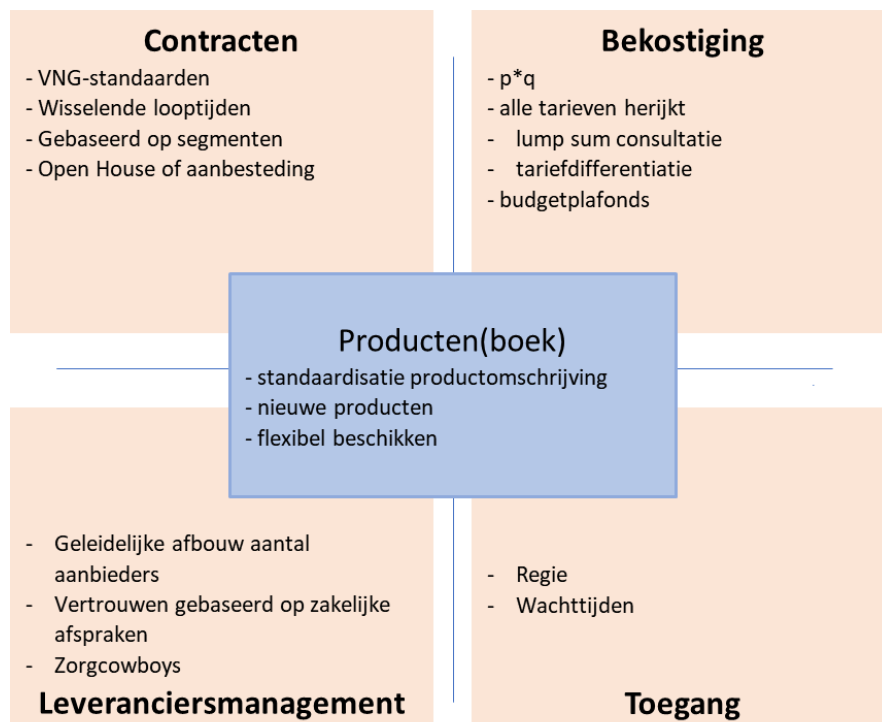 Contracten
- VNG-standaarden
- Wisselende looptijden
- Gebaseerd op segmenten
- Open House of aanbesteding
Bekostiging
- p*q
- alle tarieven herijkt
- lump sum consultatie
- tariefdifferentiatie
- budgetplafonds
Producten(boek)
- standaardisatie productomschrijving
- nieuwe producten
- flexibel beschikken
- Geleidelijke afbouw aantal
aanbieders
- Vertrouwen gebaseerd op zakelijke
afspraken
- Zorgcowboys
Leveranciersmanagement
- Regie
- Wachttijden
Toegang